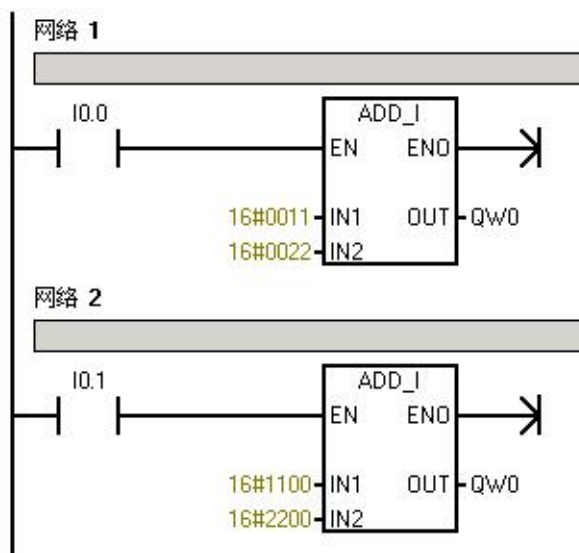 网络 1
I0.0
ADD_I
EN ENO
16#0011 IN1 OUT QW0
16#0022 IN2
网络 2
I0.1
ADD_I
EN ENO
16#1100 IN1 OUT QW0
16#2200 IN2